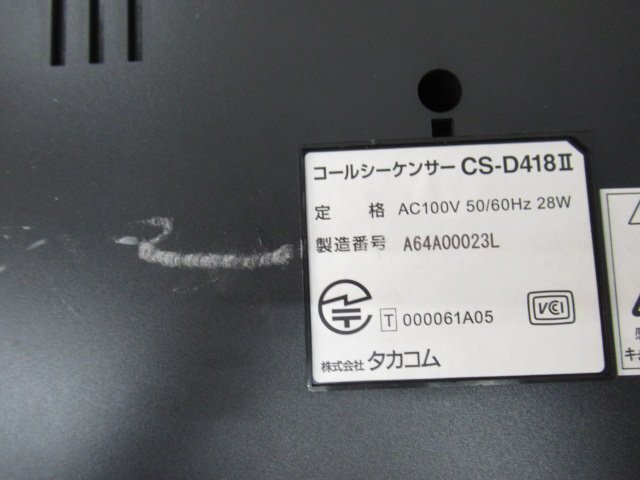 コールシーケンサー CS-D418Ⅱ
定 格 AC100V 50/60Hz 28W
製造番号 A64A00023L
T 000061A05
VCCI
株式会社 タカコム